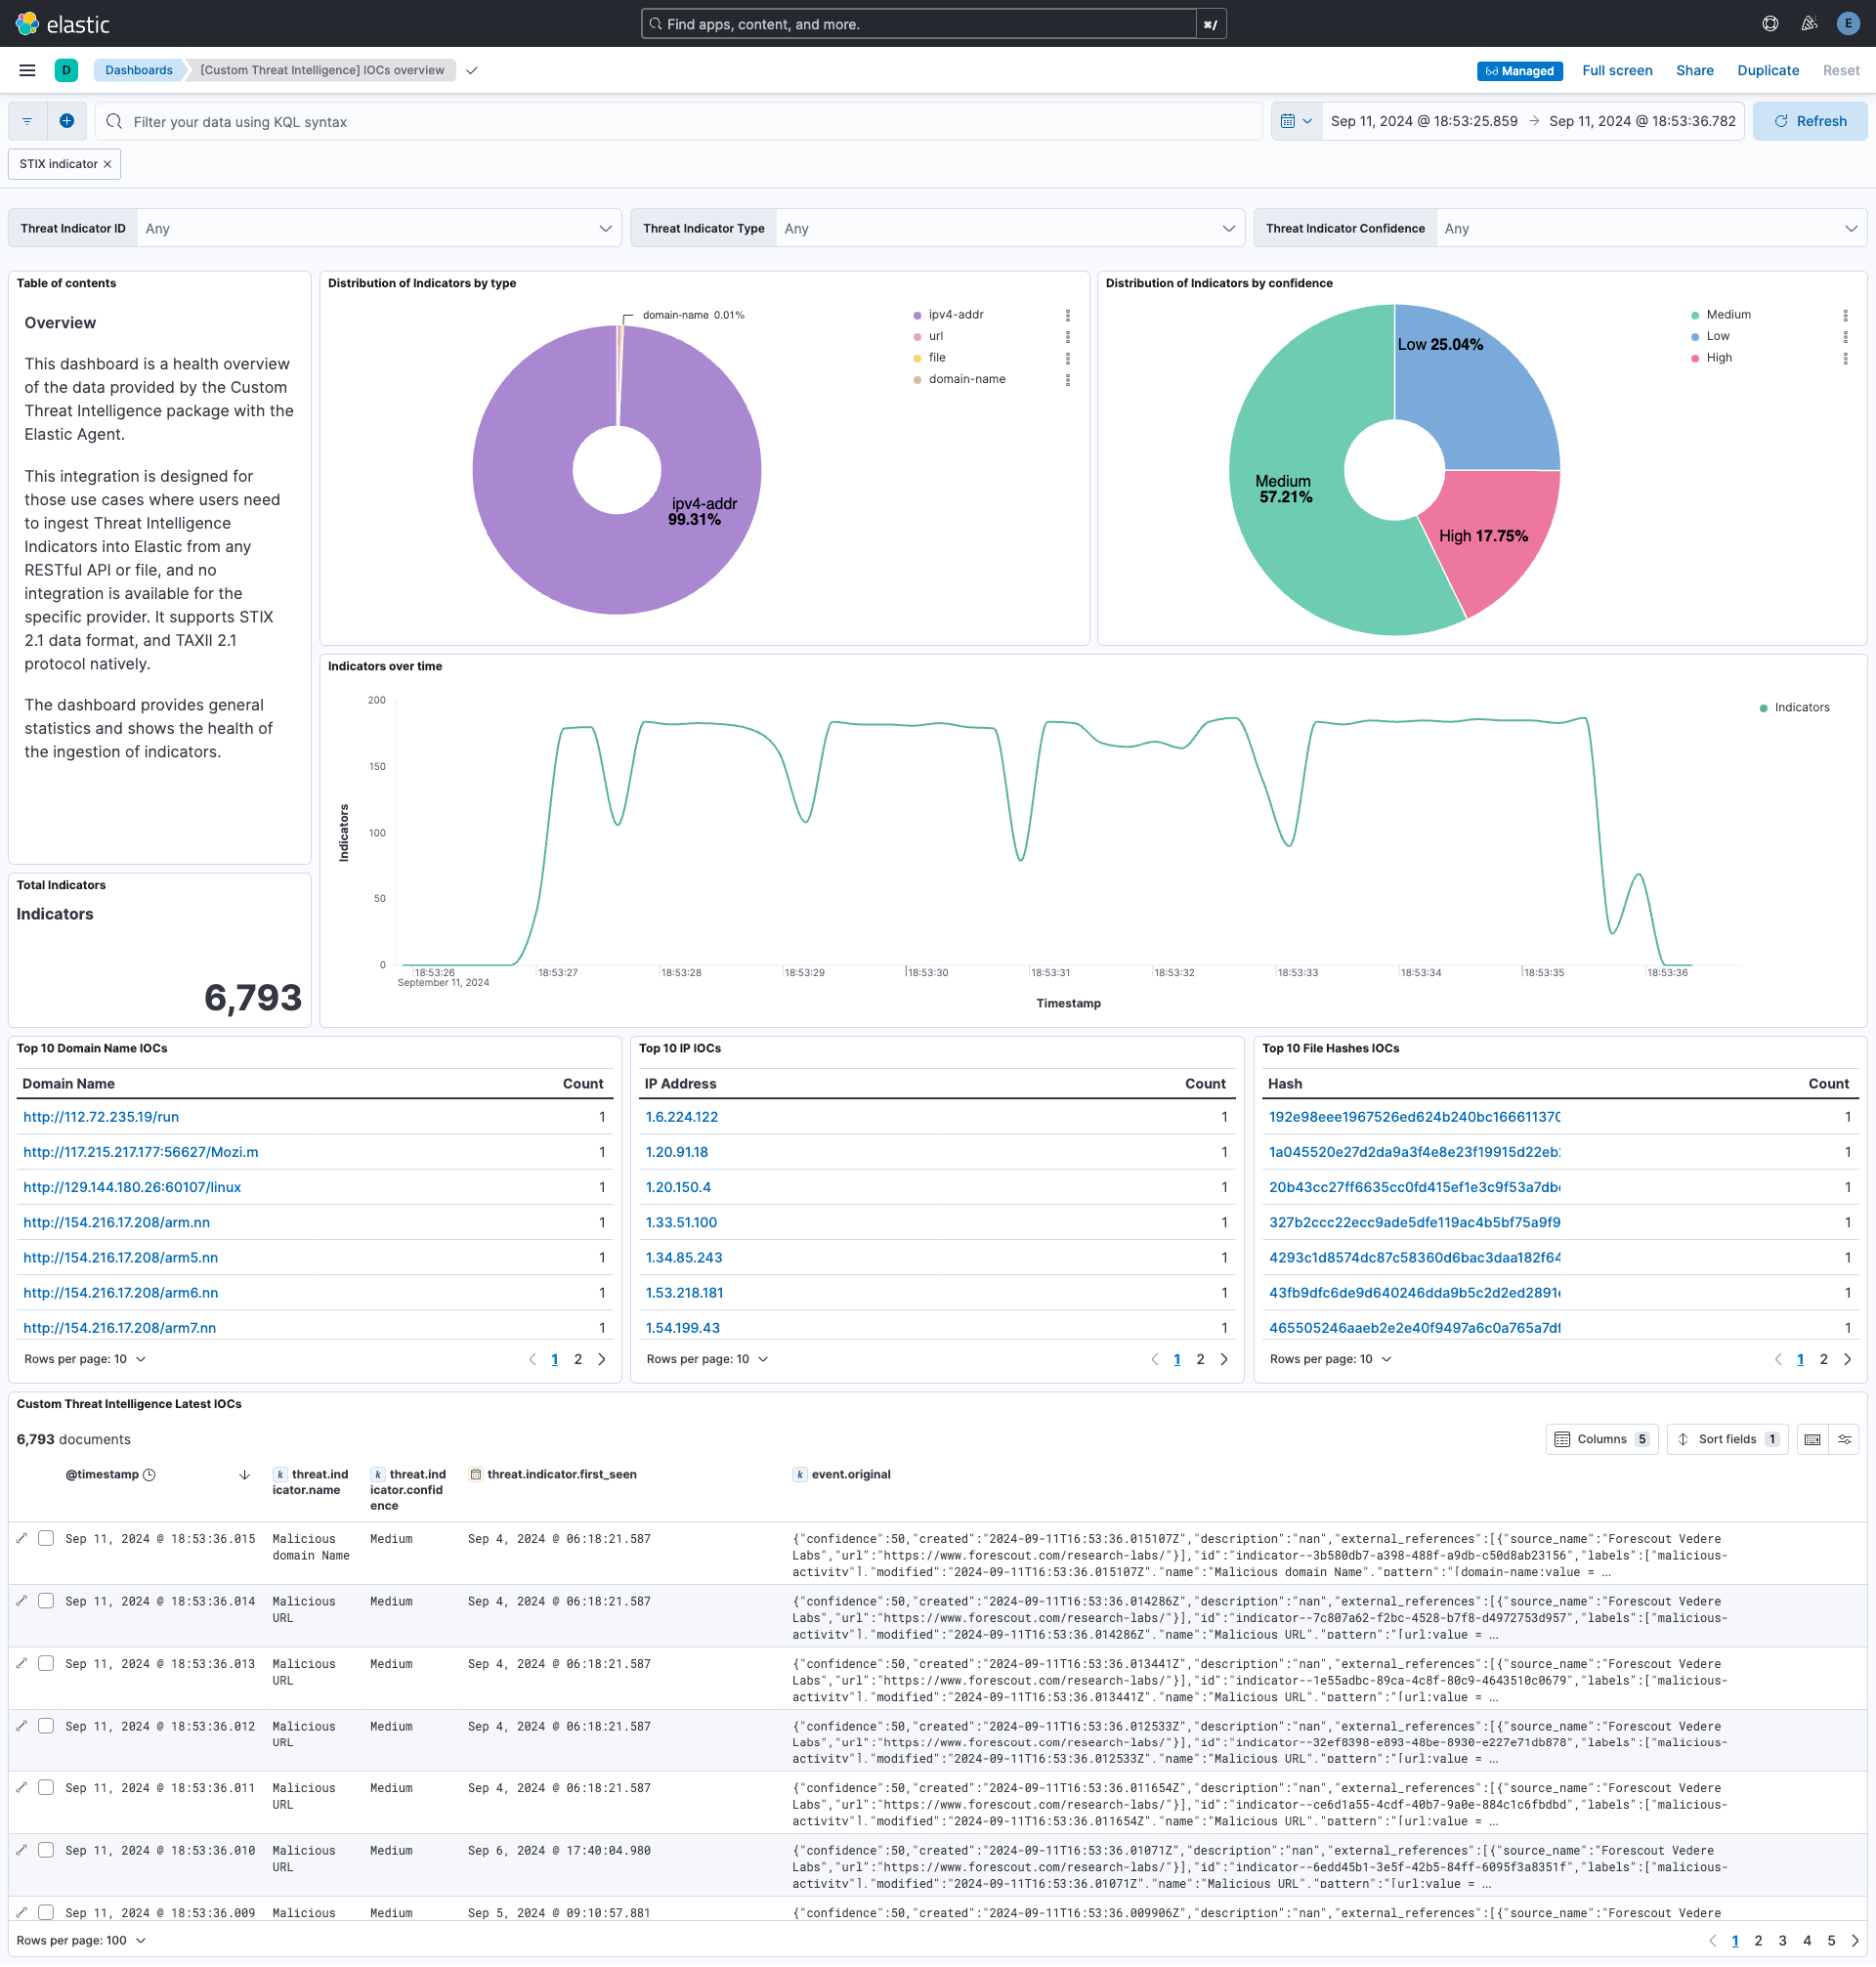 elastic
Find apps, content, and more.
⌘/
E
D
Dashboards
[Custom Threat Intelligence] IOCs overview
Managed
Full screen
Share
Duplicate
Reset
Filter your data using KQL syntax
Sep 11, 2024 @ 18:53:25.859 → Sep 11, 2024 @ 18:53:36.782
Refresh
STIX indicator ×
Threat Indicator ID Any
Threat Indicator Type Any
Threat Indicator Confidence Any
Table of contents
Overview
This dashboard is a health overview
of the data provided by the Custom
Threat Intelligence package with the
Elastic Agent.
This integration is designed for
those use cases where users need
to ingest Threat Intelligence
Indicators into Elastic from any
RESTful API or file, and no
integration is available for the
specific provider. It supports STIX
2.1 data format, and TAXII 2.1
protocol natively.
The dashboard provides general
statistics and shows the health of
the ingestion of indicators.
Distribution of Indicators by type
domain-name 0.01%
ipv4-addr
99.31%
ipv4-addr
url
file
domain-name
Distribution of Indicators by confidence
Low 25.04%
Medium
57.21%
High 17.75%
Medium
Low
High
Indicators over time
200
150
100
50
0
Indicators
18:53:26
September 11, 2024
18:53:27
18:53:28
18:53:29
18:53:30
18:53:31
18:53:32
18:53:33
18:53:34
18:53:35
18:53:36
Timestamp
Indicators
Total Indicators
Indicators
6,793
Top 10 Domain Name IOCs
Domain Name Count
http://112.72.235.19/run 1
http://117.215.217.177:56627/Mozi.m 1
http://129.144.180.26:60107/linux 1
http://154.216.17.208/arm.nn 1
http://154.216.17.208/arm5.nn 1
http://154.216.17.208/arm6.nn 1
http://154.216.17.208/arm7.nn 1
Rows per page: 10
1 2
Top 10 IP IOCs
IP Address Count
1.6.224.122 1
1.20.91.18 1
1.20.150.4 1
1.33.51.100 1
1.34.85.243 1
1.53.218.181 1
1.54.199.43 1
Rows per page: 10
1 2
Top 10 File Hashes IOCs
Hash Count
192e98eee1967526ed624b240bc16661137 1
1a045520e27d2da9a3f4e8e23f19915d22eb 1
20b43cc27ff6635cc0fd415ef1e3c9f53a7db 1
327b2ccc22ecc9ade5dfe119ac4b5bf75a9f9 1
4293c1d8574dc87c58360d6bac3daa182f64 1
43fb9dfc6de9d640246dda9b5c2d2ed2891 1
465505246aaeb2e2e40f9497a6c0a765a7d 1
Rows per page: 10
1 2
Custom Threat Intelligence Latest IOCs
6,793 documents
Columns 5
Sort fields 1
@timestamp
k threat.ind
icator.name
k threat.ind
icator.confid
ence
threat.indicator.first_seen
k event.original
Sep 11, 2024 @ 18:53:36.015 Malicious Medium Sep 4, 2024 @ 06:18:21.587 {"confidence":50,"created":"2024-09-11T16:53:36.015107Z","description":"nan","external_references":[{"source_name":"Forescout Vedere
domain Name Labs","url":"https://www.forescout.com/research-labs/"}],"id":"indicator--3b580db7-a398-488f-a9db-c50d8ab23156","labels":["malicious-
activity"],"modified":"2024-09-11T16:53:36.015107Z","name":"Malicious domain Name","pattern":"[domain-name:value = ...
Sep 11, 2024 @ 18:53:36.014 Malicious Medium Sep 4, 2024 @ 06:18:21.587 {"confidence":50,"created":"2024-09-11T16:53:36.014286Z","description":"nan","external_references":[{"source_name":"Forescout Vedere
URL Labs","url":"https://www.forescout.com/research-labs/"}],"id":"indicator--7c807a62-f2bc-4528-b7f8-d4972753d957","labels":["malicious-
activity"],"modified":"2024-09-11T16:53:36.014286Z","name":"Malicious URL","pattern":"[url:value = ...
Sep 11, 2024 @ 18:53:36.013 Malicious Medium Sep 4, 2024 @ 06:18:21.587 {"confidence":50,"created":"2024-09-11T16:53:36.013441Z","description":"nan","external_references":[{"source_name":"Forescout Vedere
URL Labs","url":"https://www.forescout.com/research-labs/"}],"id":"indicator--1e55adbc-89ca-4c8f-80c9-4643510c0679","labels":["malicious-
activity"],"modified":"2024-09-11T16:53:36.013441Z","name":"Malicious URL","pattern":"[url:value = ...
Sep 11, 2024 @ 18:53:36.012 Malicious Medium Sep 4, 2024 @ 06:18:21.587 {"confidence":50,"created":"2024-09-11T16:53:36.012533Z","description":"nan","external_references":[{"source_name":"Forescout Vedere
URL Labs","url":"https://www.forescout.com/research-labs/"}],"id":"indicator--32ef8398-e893-48be-8930-e227e71db878","labels":["malicious-
activity"],"modified":"2024-09-11T16:53:36.012533Z","name":"Malicious URL","pattern":"[url:value = ...
Sep 11, 2024 @ 18:53:36.011 Malicious Medium Sep 4, 2024 @ 06:18:21.587 {"confidence":50,"created":"2024-09-11T16:53:36.011654Z","description":"nan","external_references":[{"source_name":"Forescout Vedere
URL Labs","url":"https://www.forescout.com/research-labs/"}],"id":"indicator--ce6d1a55-4cdf-40b7-9a0e-884c1c6fbdbd","labels":["malicious-
activity"],"modified":"2024-09-11T16:53:36.011654Z","name":"Malicious URL","pattern":"[url:value = ...
Sep 11, 2024 @ 18:53:36.010 Malicious Medium Sep 6, 2024 @ 17:40:04.980 {"confidence":50,"created":"2024-09-11T16:53:36.01071Z","description":"nan","external_references":[{"source_name":"Forescout Vedere
URL Labs","url":"https://www.forescout.com/research-labs/"}],"id":"indicator--6edd45b1-3e5f-42b5-84ff-6095f3a8351f","labels":["malicious-
activity"],"modified":"2024-09-11T16:53:36.01071Z","name":"Malicious URL","pattern":"[url:value = ...
Sep 11, 2024 @ 18:53:36.009 Malicious Medium Sep 5, 2024 @ 09:10:57.881 {"confidence":50,"created":"2024-09-11T16:53:36.009906Z","description":"nan","external_references":[{"source_name":"Forescout Vedere
Rows per page: 100
1 2 3 4 5